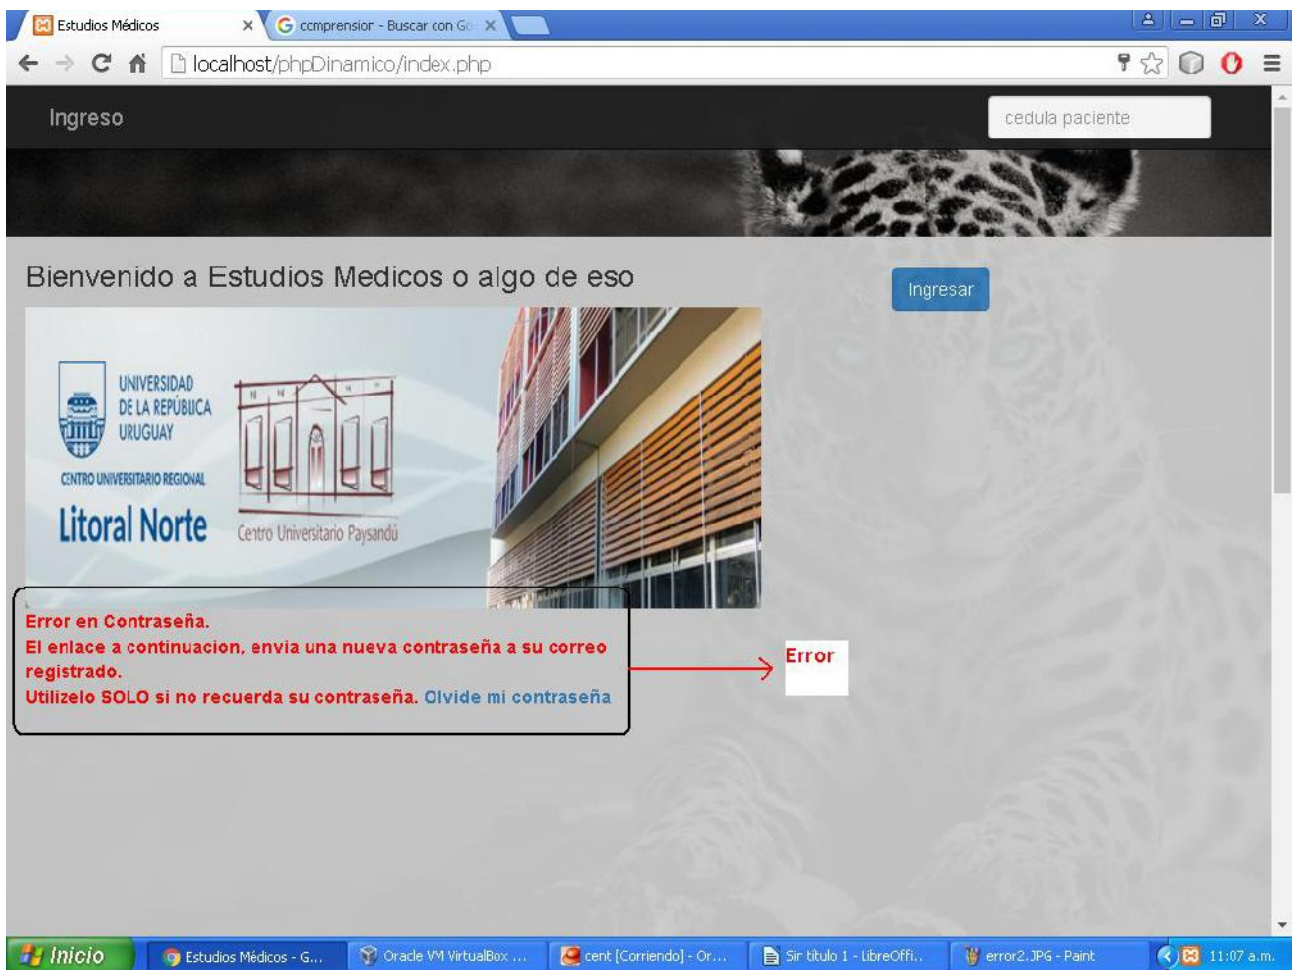 Estudios Médicos
ccmprensior - Buscar con Go
localhost/phpDinamico/index.php
Ingreso
cedula paciente
Bienvenido a Estudios Medicos o algo de eso
Ingresar
UNIVERSIDAD
DE LA REPÚBLICA
URUGUAY
CENTRO UNIVERSITARIO REGIONAL
Litoral Norte
Centro Universitario Paysandú
Error en Contraseña.
El enlace a continuacion, envia una nueva contraseña a su correo
registrado.
Utilizelo SOLO si no recuerda su contraseña. Olvide mi contraseña
Error
Inicio
Estudios Médicos - G...
Oracle VM VirtualBox ...
cent [Corriendo] - Or...
Sin título 1 - LibreOffi...
error2.JPG - Paint
11:07 a.m.